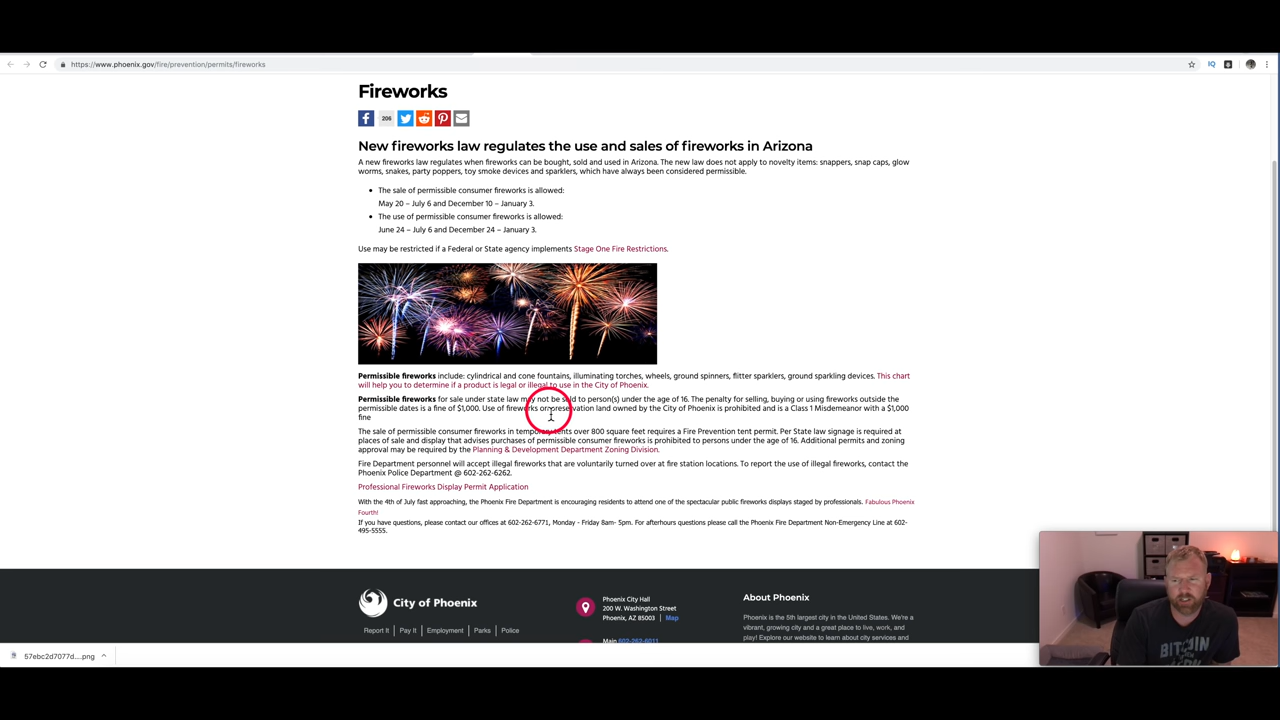 https://www.phoenix.gov/fire/prevention/permits/fireworks
Fireworks
206
New fireworks law regulates the use and sales of fireworks in Arizona
A new fireworks law regulates when fireworks can be bought, sold and used in Arizona. The new law does not apply to novelty items: snappers, snap caps, glow
worms, snakes, party poppers, toy smoke devices and sparklers, which have always been considered permissible.
The sale of permissible consumer fireworks is allowed:
May 20 – July 6 and December 10 – January 3.
The use of permissible consumer fireworks is allowed:
June 24 – July 6 and December 24 – January 3.
Use may be restricted if a Federal or State agency implements Stage One Fire Restrictions.
Permissible fireworks include: cylindrical and cone fountains, illuminating torches, wheels, ground spinners, flitter sparklers, ground sparkling devices. This chart
will help you to determine if a product is legal or illegal to use in the City of Phoenix.
Permissible fireworks for sale under state law may not be sold to person(s) under the age of 16. The penalty for selling, buying or using fireworks outside the
permissible dates is a fine of $1,000. Use of fireworks on preservation land owned by the City of Phoenix is prohibited and is a Class 1 Misdemeanor with a $1,000
fine
The sale of permissible consumer fireworks in temporary tents over 800 square feet requires a Fire Prevention tent permit. Per State law signage is required at
places of sale and display that advises purchases of permissible consumer fireworks is prohibited to persons under the age of 16. Additional permits and zoning
approval may be required by the Planning & Development Department Zoning Division.
Fire Department personnel will accept illegal fireworks that are voluntarily turned over at fire station locations. To report the use of illegal fireworks, contact the
Phoenix Police Department @ 602-262-6262.
Professional Fireworks Display Permit Application
With the 4th of July fast approaching, the Phoenix Fire Department is encouraging residents to attend one of the spectacular public fireworks displays staged by professionals. Fabulous Phoenix
Fourth!
If you have questions, please contact our offices at 602-262-6771, Monday - Friday 8am- 5pm. For afterhours questions please call the Phoenix Fire Department Non-Emergency Line at 602-
495-5555.
City of Phoenix
Report It | Pay It | Employment | Parks | Police
Phoenix City Hall
200 W. Washington Street
Phoenix, AZ 85003 | Map
Main 602-262-6011
About Phoenix
Phoenix is the 5th largest city in the United States. We're a
vibrant, growing city and a great place to live, work, and
play! Explore our website to learn about city services and
57ebc2d7077d....png
BITCOIN